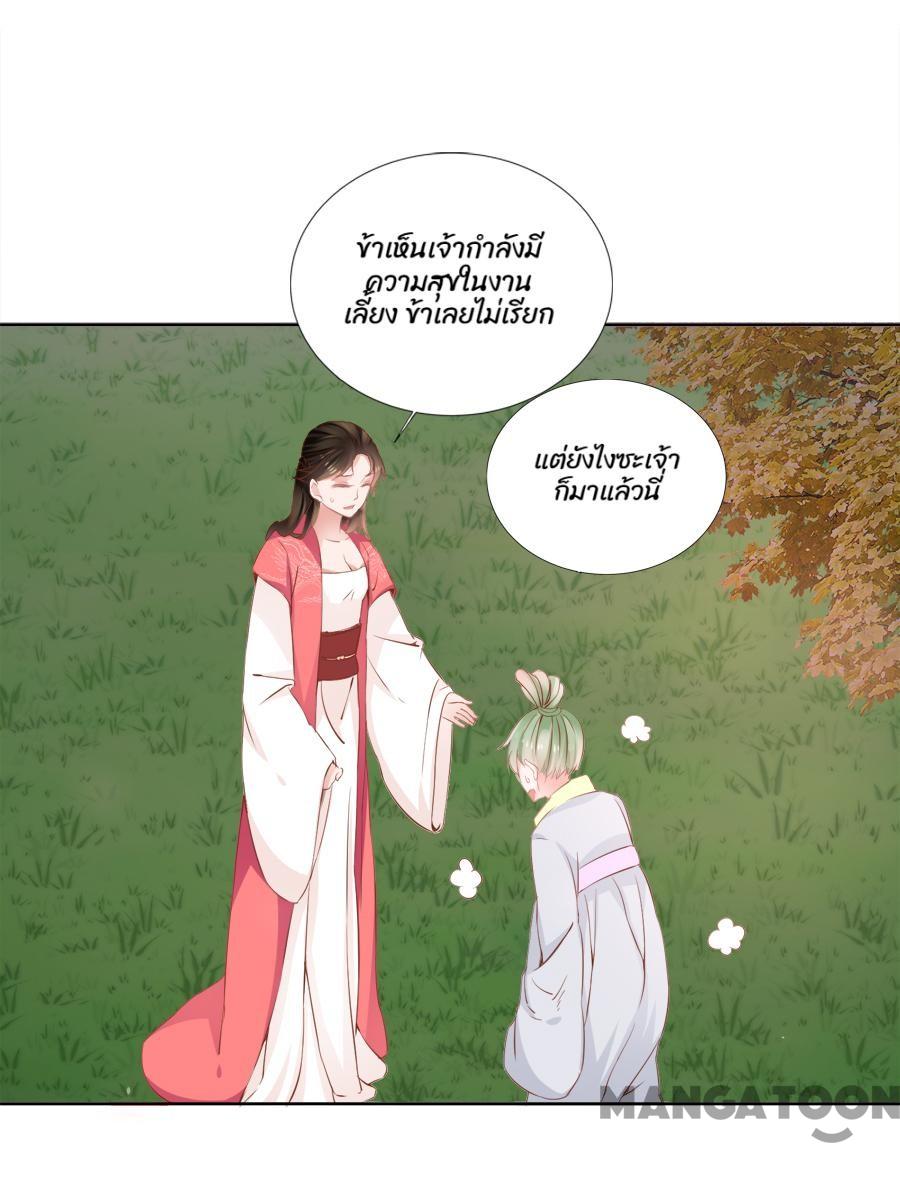 ข้าเห็นเจ้ากำลังมี
ความสุขในงาน
เลี้ยง ข้าเลยไม่เรียก
แต่ยังไงซะเจ้า
ก็มาแล้วนี่
MANGATOON